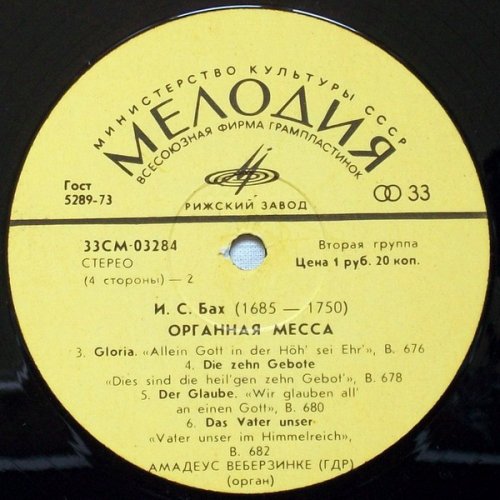 МИНИСТЕРСТВО КУЛЬТУРЫ СССР
МЕЛОДИЯ
ВСЕСОЮЗНАЯ ФИРМА ГРАМПЛАСТИНОК
Гост
5289-73
РИЖСКИЙ ЗАВОД
33
33СМ-03284
СТЕРЕО
(4 стороны) — 2
Вторая группа
Цена 1 руб. 20 коп.
И. С. Бах (1685 — 1750)
ОРГАННАЯ МЕССА
3. Gloria. «Allein Gott in der Höh' sei Ehr'», B. 676
4. Die zehn Gebote
«Dies sind die heil'gen zehn Gebot'», B. 678
5. Der Glaube. «Wir glauben all'
an einen Gott», B. 680
6. Das Vater unser
«Vater unser im Himmelreich»,
B. 682
АМАДЕУС ВЕБЕРЗИНКЕ (ГДР)
(орган)